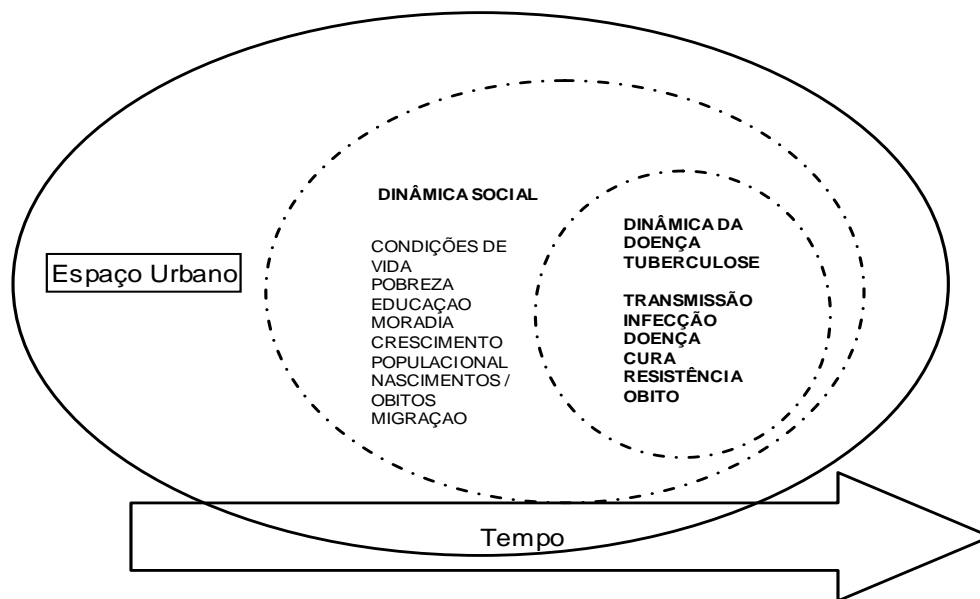 Espaço Urbano
DINÂMICA SOCIAL
CONDIÇÕES DE
VIDA
POBREZA
EDUCAÇAO
MORADIA
CRESCIMENTO
POPULACIONAL
NASCIMENTOS /
OBITOS
MIGRAÇAO
DINÂMICA DA
DOENÇA
TUBERCULOSE
TRANSMISSÃO
INFECÇÃO
DOENÇA
CURA
RESISTÊNCIA
OBITO
Tempo